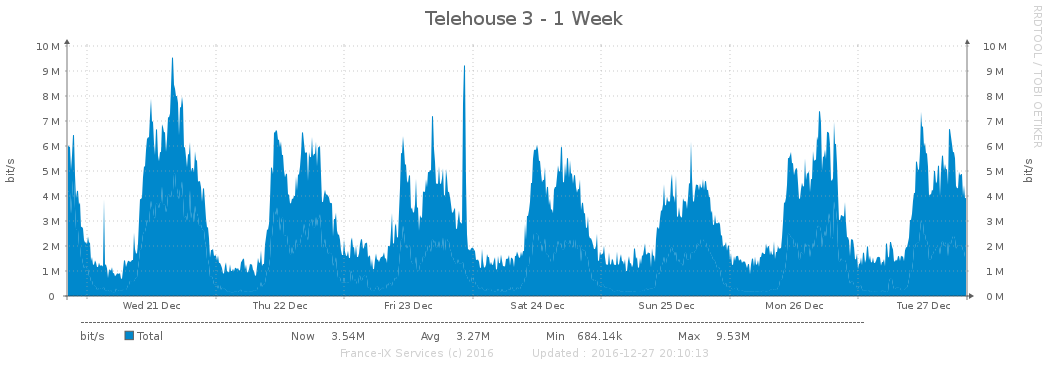 Telehouse 3 - 1 Week
RRDTOOL / TOBI OETIKER
bit/s
bit/s
10 M 10 M
9 M 9 M
8 M 8 M
7 M 7 M
6 M 6 M
5 M 5 M
4 M 4 M
3 M 3 M
2 M 2 M
1 M 1 M
0 0 M
Wed 21 Dec Thu 22 Dec Fri 23 Dec Sat 24 Dec Sun 25 Dec Mon 26 Dec Tue 27 Dec
bit/s Total Now 3.54M Avg 3.27M Min 684.14k Max 9.53M
France-IX Services (c) 2016 Updated : 2016-12-27 20:10:13